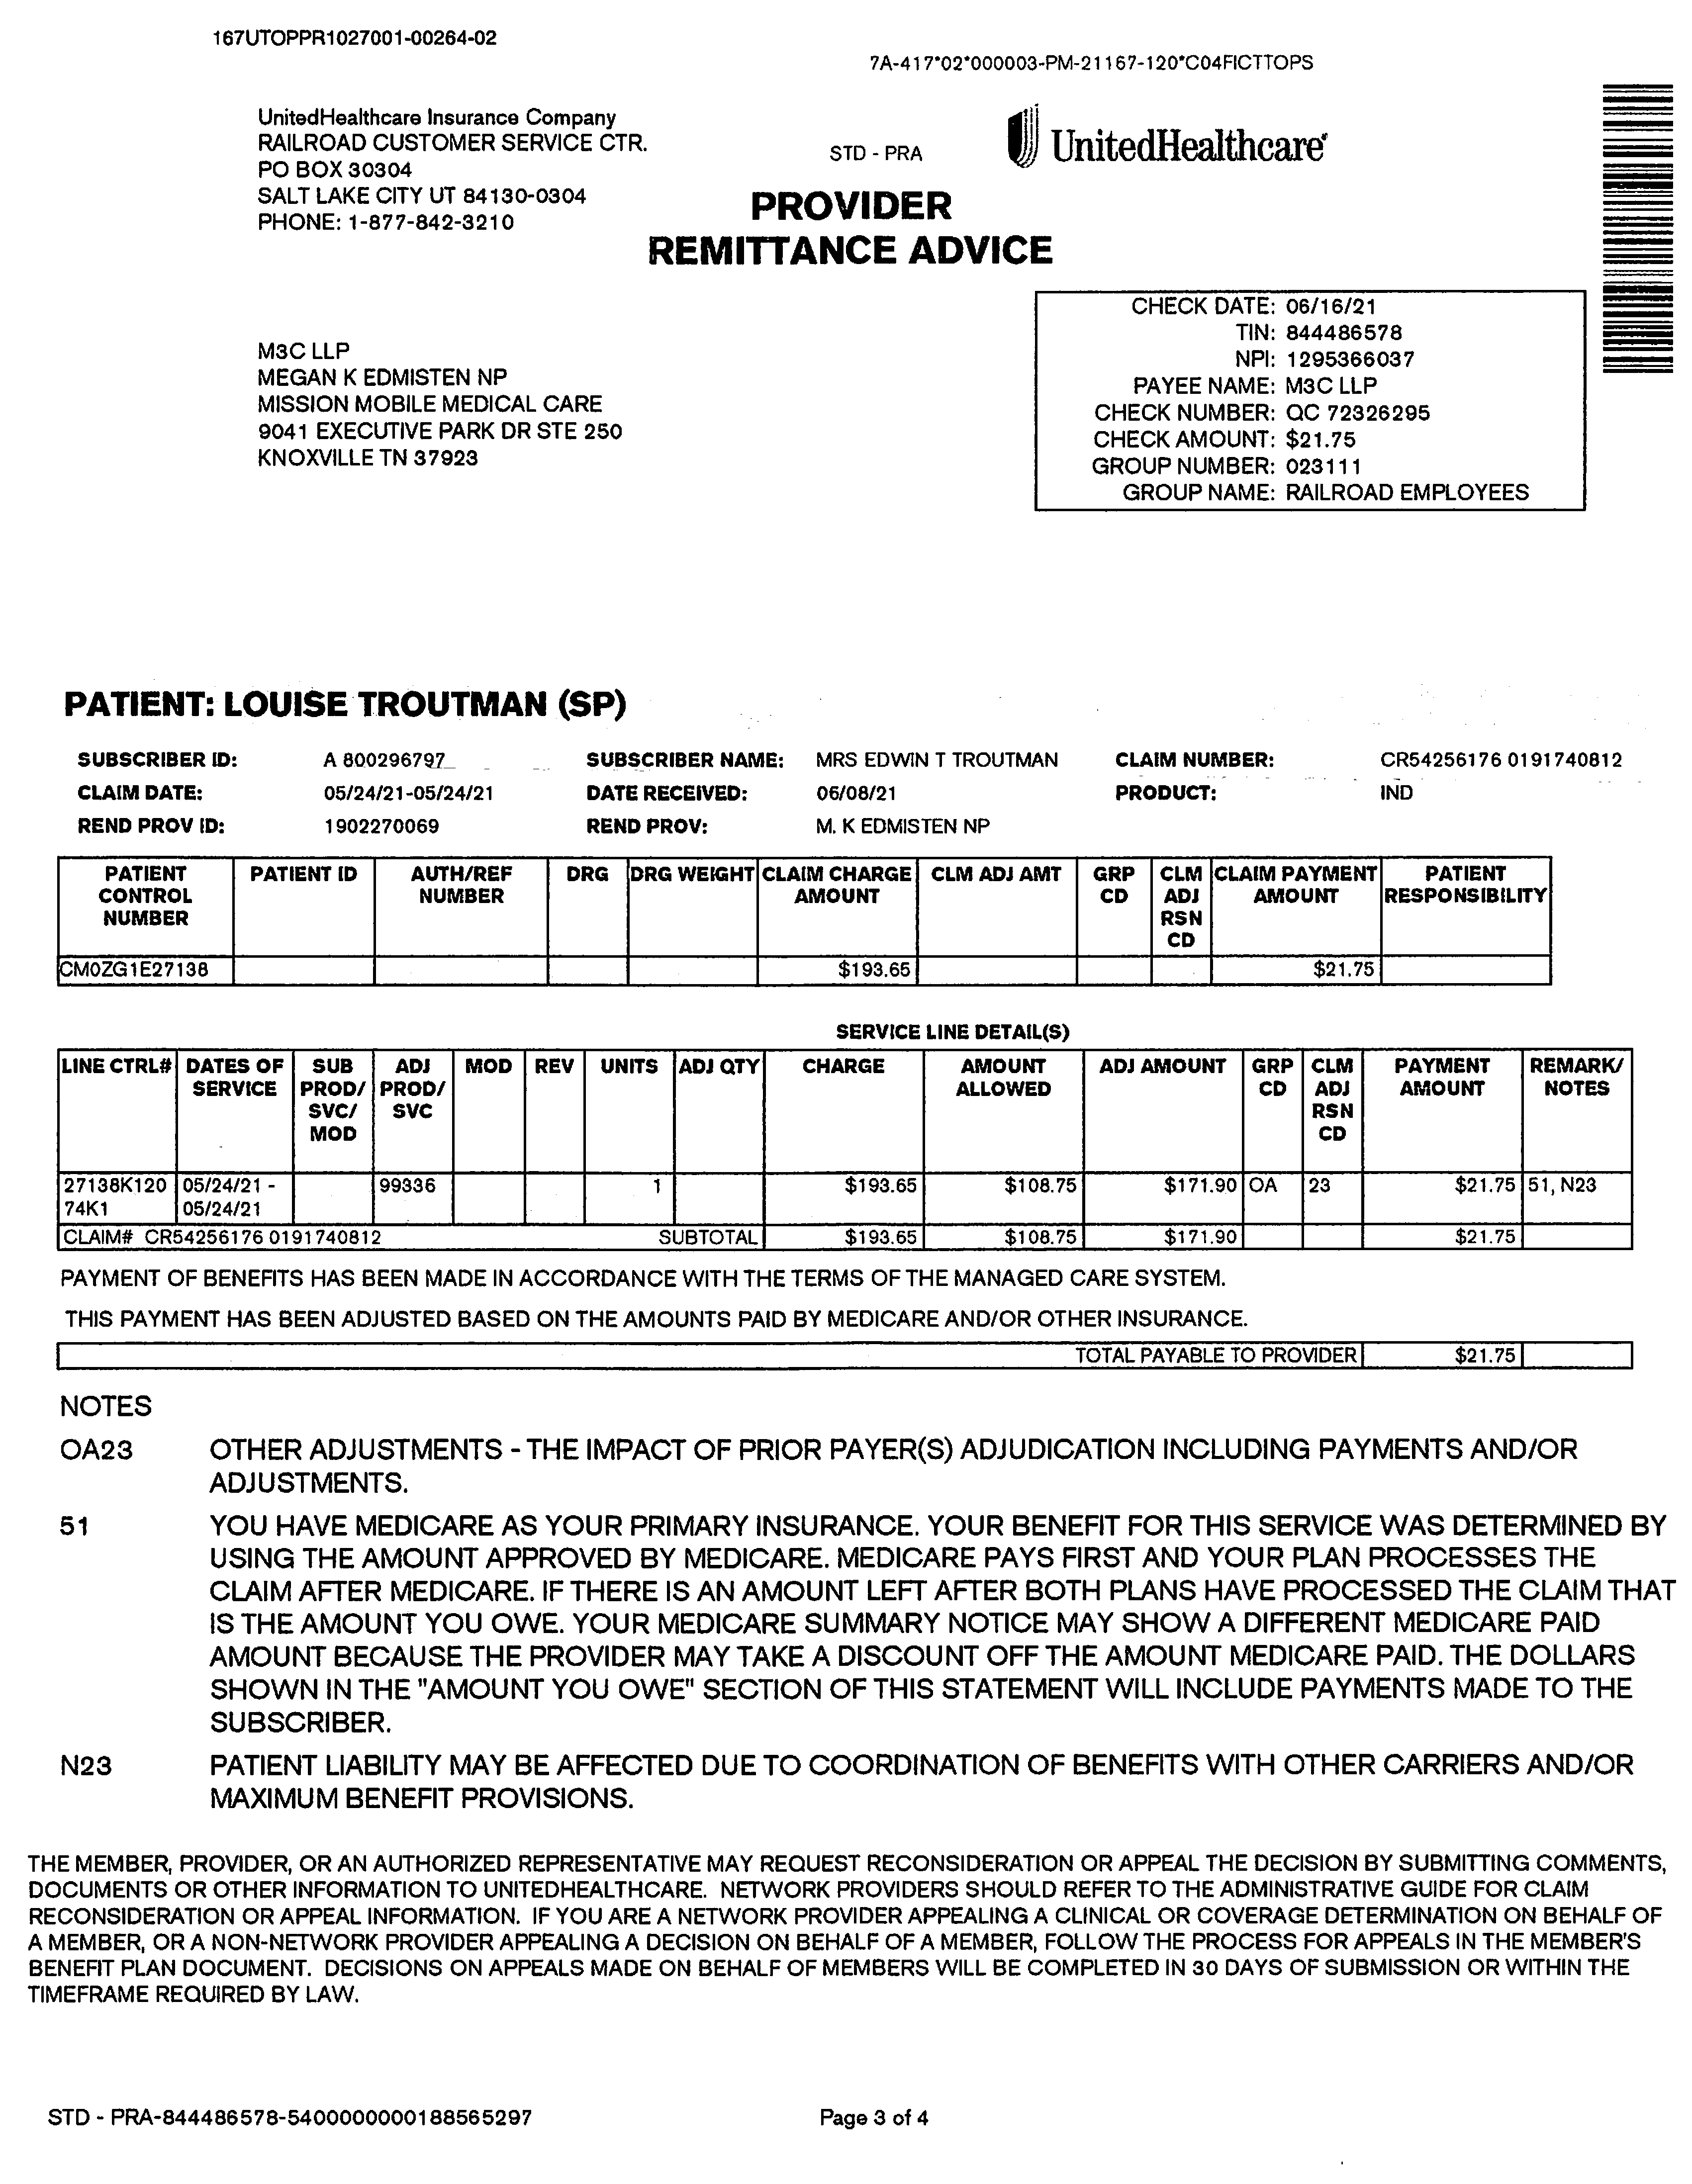 167UTOPPR1027001-00264-02
7A-417*02*000003-PM-21167-120*C04FICTTOPS
UnitedHealthcare Insurance Company
RAILROAD CUSTOMER SERVICE CTR.
PO BOX 30304
SALT LAKE CITY UT 84130-0304
PHONE: 1-877-842-3210
STD - PRA
UnitedHealthcare®
PROVIDER
REMITTANCE ADVICE
CHECK DATE: 06/16/21
TIN: 844486578
NPI: 1295366037
PAYEE NAME: M3C LLP
CHECK NUMBER: QC 72326295
CHECK AMOUNT: $21.75
GROUP NUMBER: 023111
GROUP NAME: RAILROAD EMPLOYEES
M3C LLP
MEGAN K EDMISTEN NP
MISSION MOBILE MEDICAL CARE
9041 EXECUTIVE PARK DR STE 250
KNOXVILLE TN 37923
PATIENT: LOUISE TROUTMAN (SP)
SUBSCRIBER ID: A 800296797 SUBSCRIBER NAME: MRS EDWIN T TROUTMAN CLAIM NUMBER: CR54256176 0191740812
CLAIM DATE: 05/24/21-05/24/21 DATE RECEIVED: 06/08/21 PRODUCT: IND
REND PROV ID: 1902270069 REND PROV: M. K EDMISTEN NP
PATIENT PATIENT ID AUTH/REF DRG DRG WEIGHT CLAIM CHARGE CLM ADJ AMT GRP CLM CLAIM PAYMENT PATIENT
CONTROL NUMBER AMOUNT CD ADJ AMOUNT RESPONSIBILITY
NUMBER RSN
CD
CM0ZG1E27138 $193.65 $21.75
SERVICE LINE DETAIL(S)
LINE CTRL# DATES OF SUB ADJ MOD REV UNITS ADJ QTY CHARGE AMOUNT ADJ AMOUNT GRP CLM PAYMENT REMARK/
SERVICE PROD/ PROD/ ALLOWED CD ADJ AMOUNT NOTES
SVC/ SVC RSN
MOD CD
27138K120 05/24/21 - 99336 1 $193.65 $108.75 $171.90 OA 23 $21.75 51, N23
74K1 05/24/21
CLAIM# CR54256176 0191740812 SUBTOTAL $193.65 $108.75 $171.90 $21.75
PAYMENT OF BENEFITS HAS BEEN MADE IN ACCORDANCE WITH THE TERMS OF THE MANAGED CARE SYSTEM.
THIS PAYMENT HAS BEEN ADJUSTED BASED ON THE AMOUNTS PAID BY MEDICARE AND/OR OTHER INSURANCE.
TOTAL PAYABLE TO PROVIDER $21.75
NOTES
OA23 OTHER ADJUSTMENTS - THE IMPACT OF PRIOR PAYER(S) ADJUDICATION INCLUDING PAYMENTS AND/OR
ADJUSTMENTS.
51 YOU HAVE MEDICARE AS YOUR PRIMARY INSURANCE. YOUR BENEFIT FOR THIS SERVICE WAS DETERMINED BY
USING THE AMOUNT APPROVED BY MEDICARE. MEDICARE PAYS FIRST AND YOUR PLAN PROCESSES THE
CLAIM AFTER MEDICARE. IF THERE IS AN AMOUNT LEFT AFTER BOTH PLANS HAVE PROCESSED THE CLAIM THAT
IS THE AMOUNT YOU OWE. YOUR MEDICARE SUMMARY NOTICE MAY SHOW A DIFFERENT MEDICARE PAID
AMOUNT BECAUSE THE PROVIDER MAY TAKE A DISCOUNT OFF THE AMOUNT MEDICARE PAID. THE DOLLARS
SHOWN IN THE "AMOUNT YOU OWE" SECTION OF THIS STATEMENT WILL INCLUDE PAYMENTS MADE TO THE
SUBSCRIBER.
N23 PATIENT LIABILITY MAY BE AFFECTED DUE TO COORDINATION OF BENEFITS WITH OTHER CARRIERS AND/OR
MAXIMUM BENEFIT PROVISIONS.
THE MEMBER, PROVIDER, OR AN AUTHORIZED REPRESENTATIVE MAY REQUEST RECONSIDERATION OR APPEAL THE DECISION BY SUBMITTING COMMENTS,
DOCUMENTS OR OTHER INFORMATION TO UNITEDHEALTHCARE. NETWORK PROVIDERS SHOULD REFER TO THE ADMINISTRATIVE GUIDE FOR CLAIM
RECONSIDERATION OR APPEAL INFORMATION. IF YOU ARE A NETWORK PROVIDER APPEALING A CLINICAL OR COVERAGE DETERMINATION ON BEHALF OF
A MEMBER, OR A NON-NETWORK PROVIDER APPEALING A DECISION ON BEHALF OF A MEMBER, FOLLOW THE PROCESS FOR APPEALS IN THE MEMBER'S
BENEFIT PLAN DOCUMENT. DECISIONS ON APPEALS MADE ON BEHALF OF MEMBERS WILL BE COMPLETED IN 30 DAYS OF SUBMISSION OR WITHIN THE
TIMEFRAME REQUIRED BY LAW.
STD - PRA-844486578-5400000000188565297 Page 3 of 4